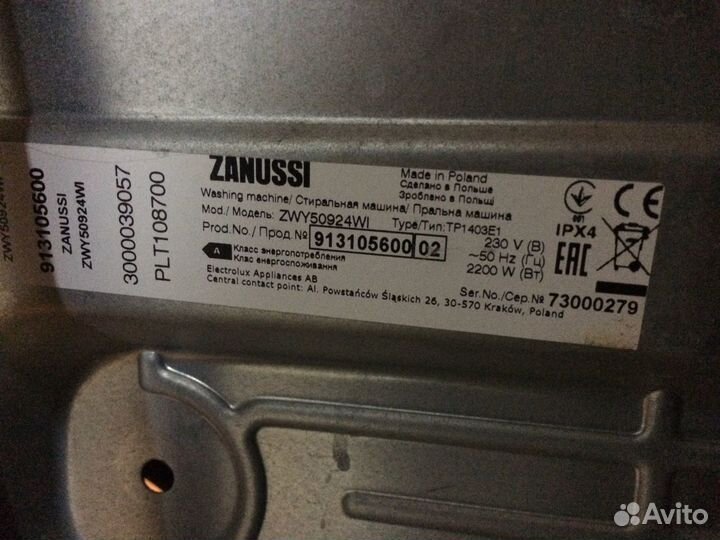 ZANUSSI
Made in Poland
Сделано в Польше
Зроблено в Польщі
Washing machine/ Стиральная машина/ Пральна машина
Mod./ Модель: ZWY50924WI Type/Тип: TP1403E1
Prod.No./ Прод № 913105600 02
230 V (В)
~50 Hz (Гц)
2200 W (Вт)
IPX4
CE
EAC
A
Класс энергопотребления
Клас енергоспоживання
Electrolux Appliances AB
Central contact point: Al. Powstańców Śląskich 26, 30-570 Kraków, Poland
Ser.No./Сер.№ 73000279
ZWY50924WI
913105600
ZANUSSI
ZWY50924WI
3000039057
PLT108700
Avito